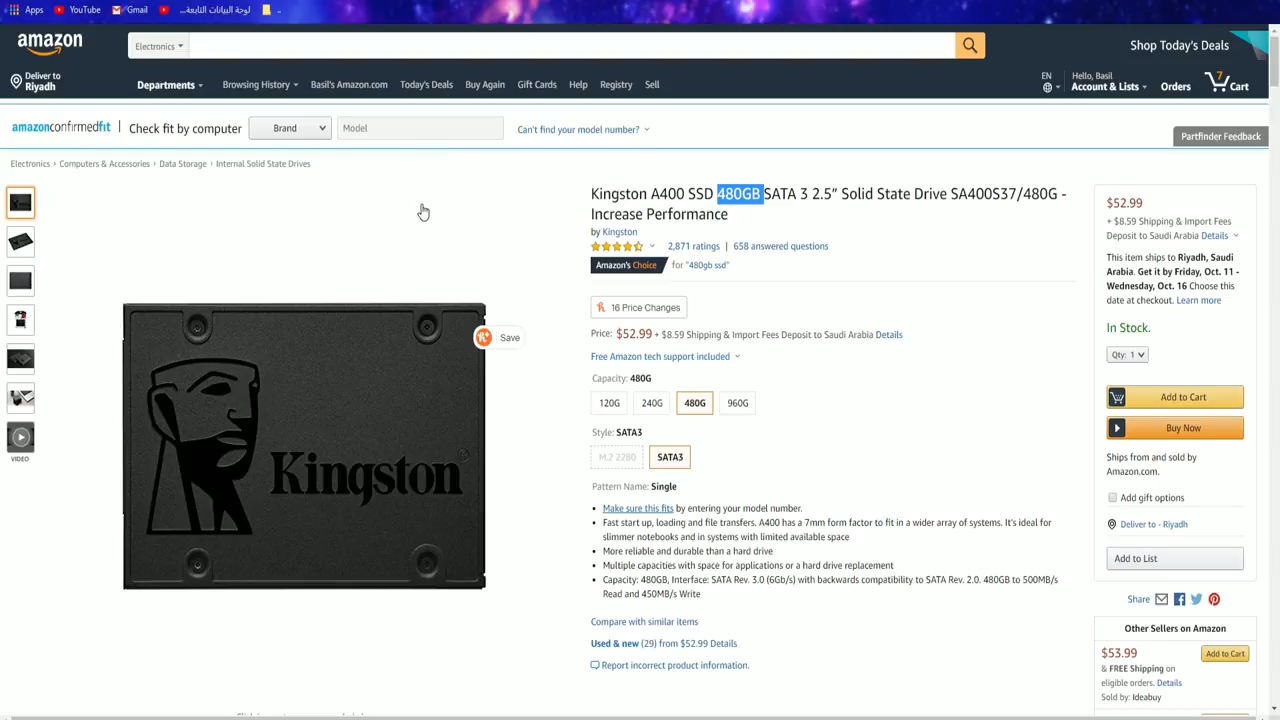 Apps YouTube Gmail لوحة البيانات التابعة...
amazon
Electronics
Shop Today's Deals
Deliver to
Riyadh
Departments Browsing History Basil's Amazon.com Today's Deals Buy Again Gift Cards Help Registry Sell
EN
Hello, Basil
Account & Lists Orders 7 Cart
amazonconfirmedfit Check fit by computer Brand Model Can't find your model number?
Partfinder Feedback
Electronics › Computers & Accessories › Data Storage › Internal Solid State Drives
VIDEO
Kingston
Save
Kingston A400 SSD 480GB SATA 3 2.5” Solid State Drive SA400S37/480G -
Increase Performance
by Kingston
2,871 ratings | 658 answered questions
Amazon's Choice for "480gb ssd"
16 Price Changes
Price: $52.99 + $8.59 Shipping & Import Fees Deposit to Saudi Arabia Details
Free Amazon tech support included
Capacity: 480G
120G 240G 480G 960G
Style: SATA3
M.2 2280 SATA3
Pattern Name: Single
• Make sure this fits by entering your model number.
• Fast start up, loading and file transfers. A400 has a 7mm form factor to fit in a wider array of systems. It's ideal for
slimmer notebooks and in systems with limited available space
• More reliable and durable than a hard drive
• Multiple capacities with space for applications or a hard drive replacement
• Capacity: 480GB, Interface: SATA Rev. 3.0 (6Gb/s) with backwards compatibility to SATA Rev. 2.0. 480GB to 500MB/s
Read and 450MB/s Write
Compare with similar items
Used & new (29) from $52.99 Details
Report incorrect product information.
$52.99
+ $8.59 Shipping & Import Fees
Deposit to Saudi Arabia Details
This item ships to Riyadh, Saudi
Arabia. Get it by Friday, Oct. 11 -
Wednesday, Oct. 16 Choose this
date at checkout. Learn more
In Stock.
Qty: 1
Add to Cart
Buy Now
Ships from and sold by
Amazon.com.
Add gift options
Deliver to - Riyadh
Add to List
Share
Other Sellers on Amazon
$53.99 Add to Cart
& FREE Shipping on
eligible orders. Details
Sold by: Ideabuy